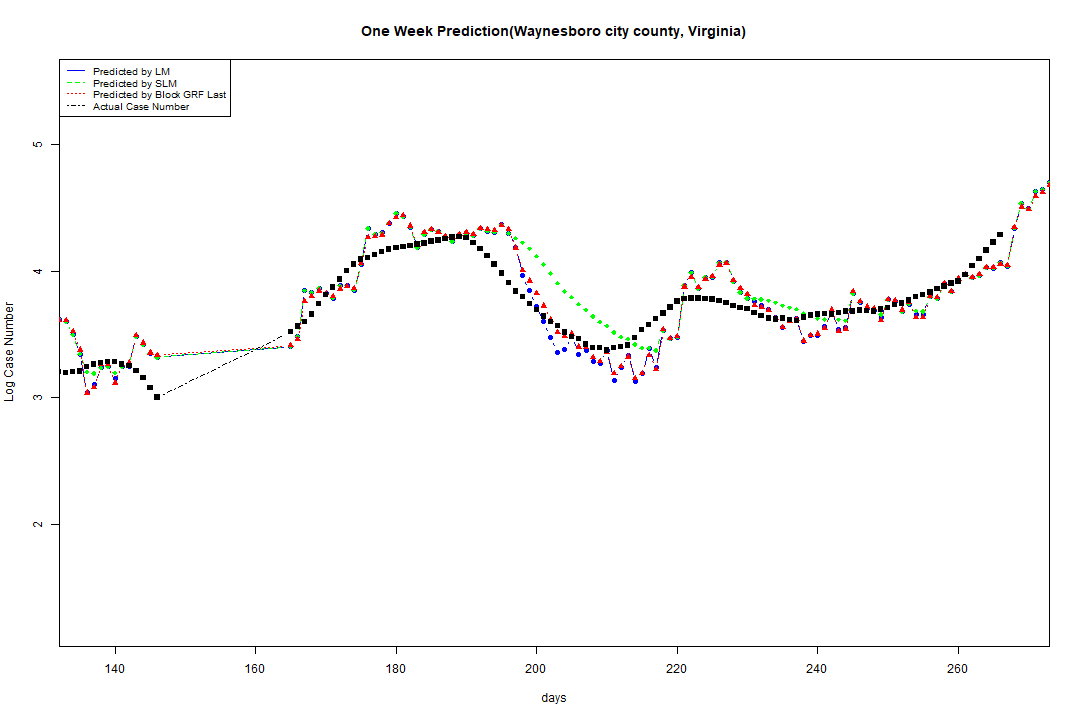 One Week Prediction(Waynesboro city county, Virginia)
Predicted by LM
Predicted by SLM
Predicted by Block GRF Last
Actual Case Number
5
4
3
2
Log Case Number
140 160 180 200 220 240 260
days